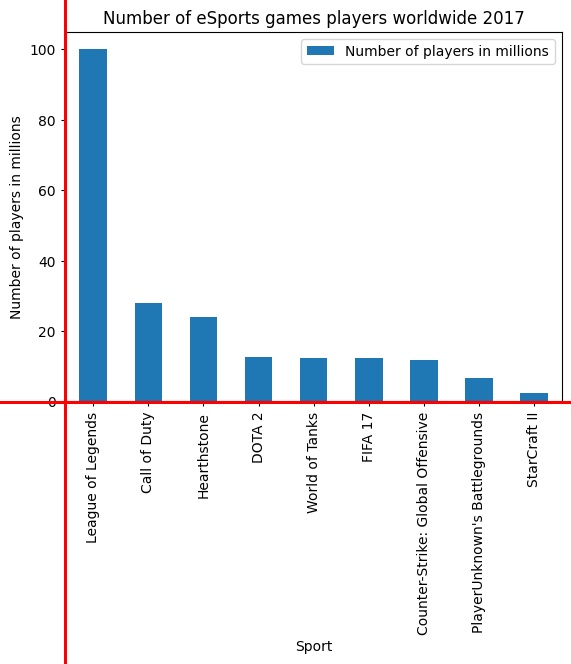 Number of eSports games players worldwide 2017
Number of players in millions
Number of players in millions
100
80
60
40
20
0
League of Legends
Call of Duty
Hearthstone
DOTA 2
World of Tanks
FIFA 17
Counter-Strike: Global Offensive
PlayerUnknown's Battlegrounds
StarCraft II
Sport